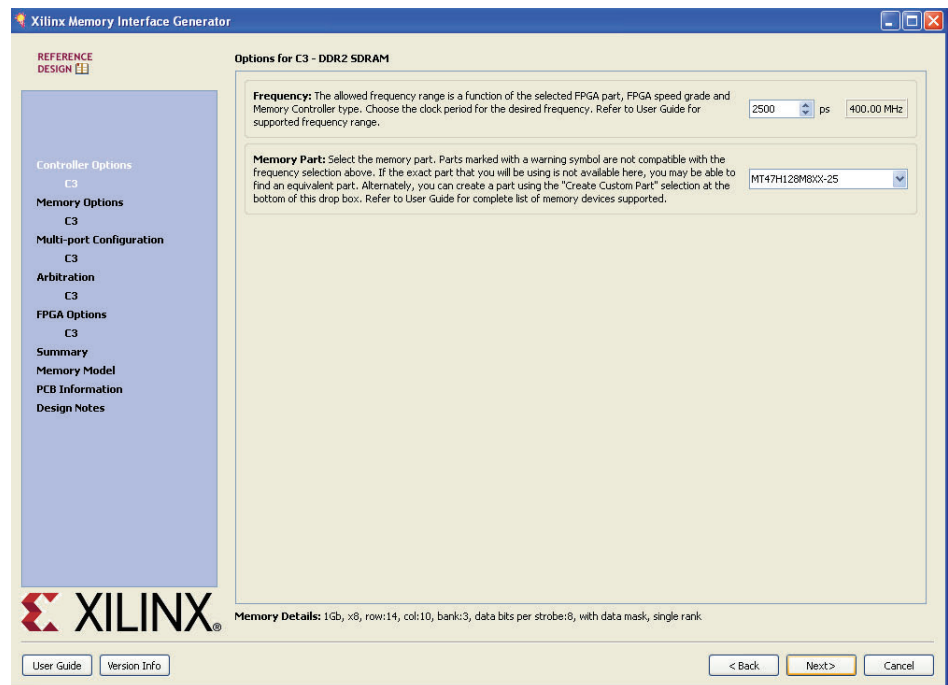 Xilinx Memory Interface Generator
REFERENCE
DESIGN
Controller Options
C3
Memory Options
C3
Multi-port Configuration
C3
Arbitration
C3
FPGA Options
C3
Summary
Memory Model
PCB Information
Design Notes
XILINX®
Options for C3 - DDR2 SDRAM
Frequency: The allowed frequency range is a function of the selected FPGA part, FPGA speed grade and
Memory Controller type. Choose the clock period for the desired frequency. Refer to User Guide for
supported frequency range.
2500 ps 400.00 MHz
Memory Part: Select the memory part. Parts marked with a warning symbol are not compatible with the
frequency selection above. If the exact part that you will be using is not available here, you may be able to
find an equivalent part. Alternately, you can create a part using the "Create Custom Part" selection at the
bottom of this drop box. Refer to User Guide for complete list of memory devices supported.
MT47H128M8XX-25
Memory Details: 1Gb, x8, row:14, col:10, bank:3, data bits per strobe:8, with data mask, single rank
User Guide Version Info < Back Next> Cancel